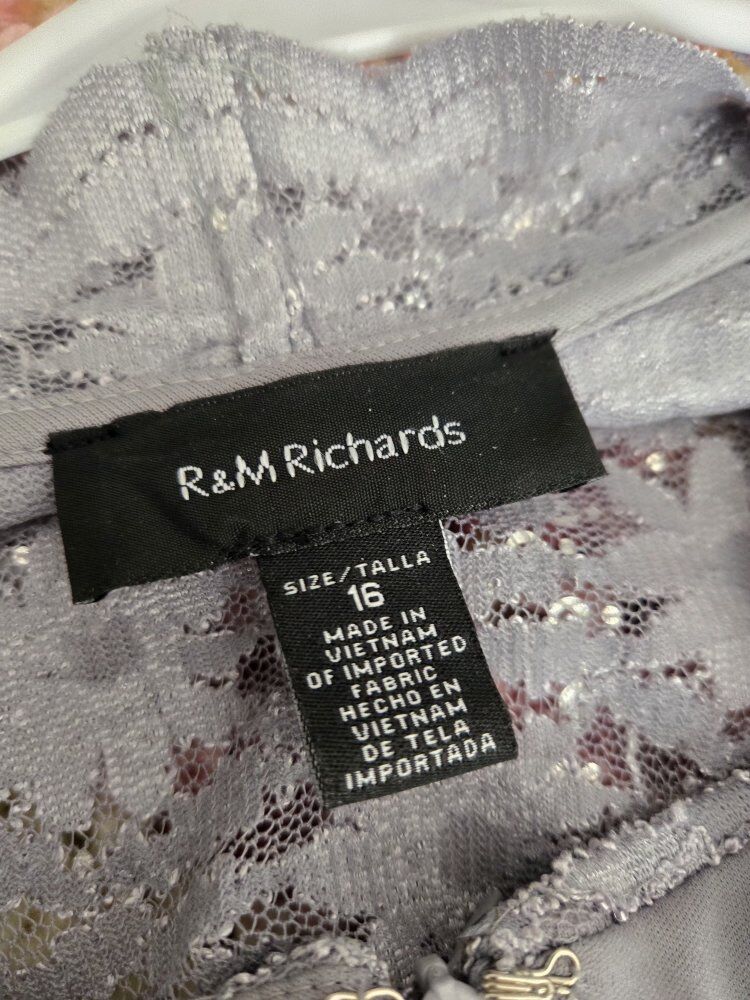 R&M Richards
SIZE/TALLA
16
MADE IN
VIETNAM
OF IMPORTED
FABRIC
HECHO EN
VIETNAM
DE TELA
IMPORTADA